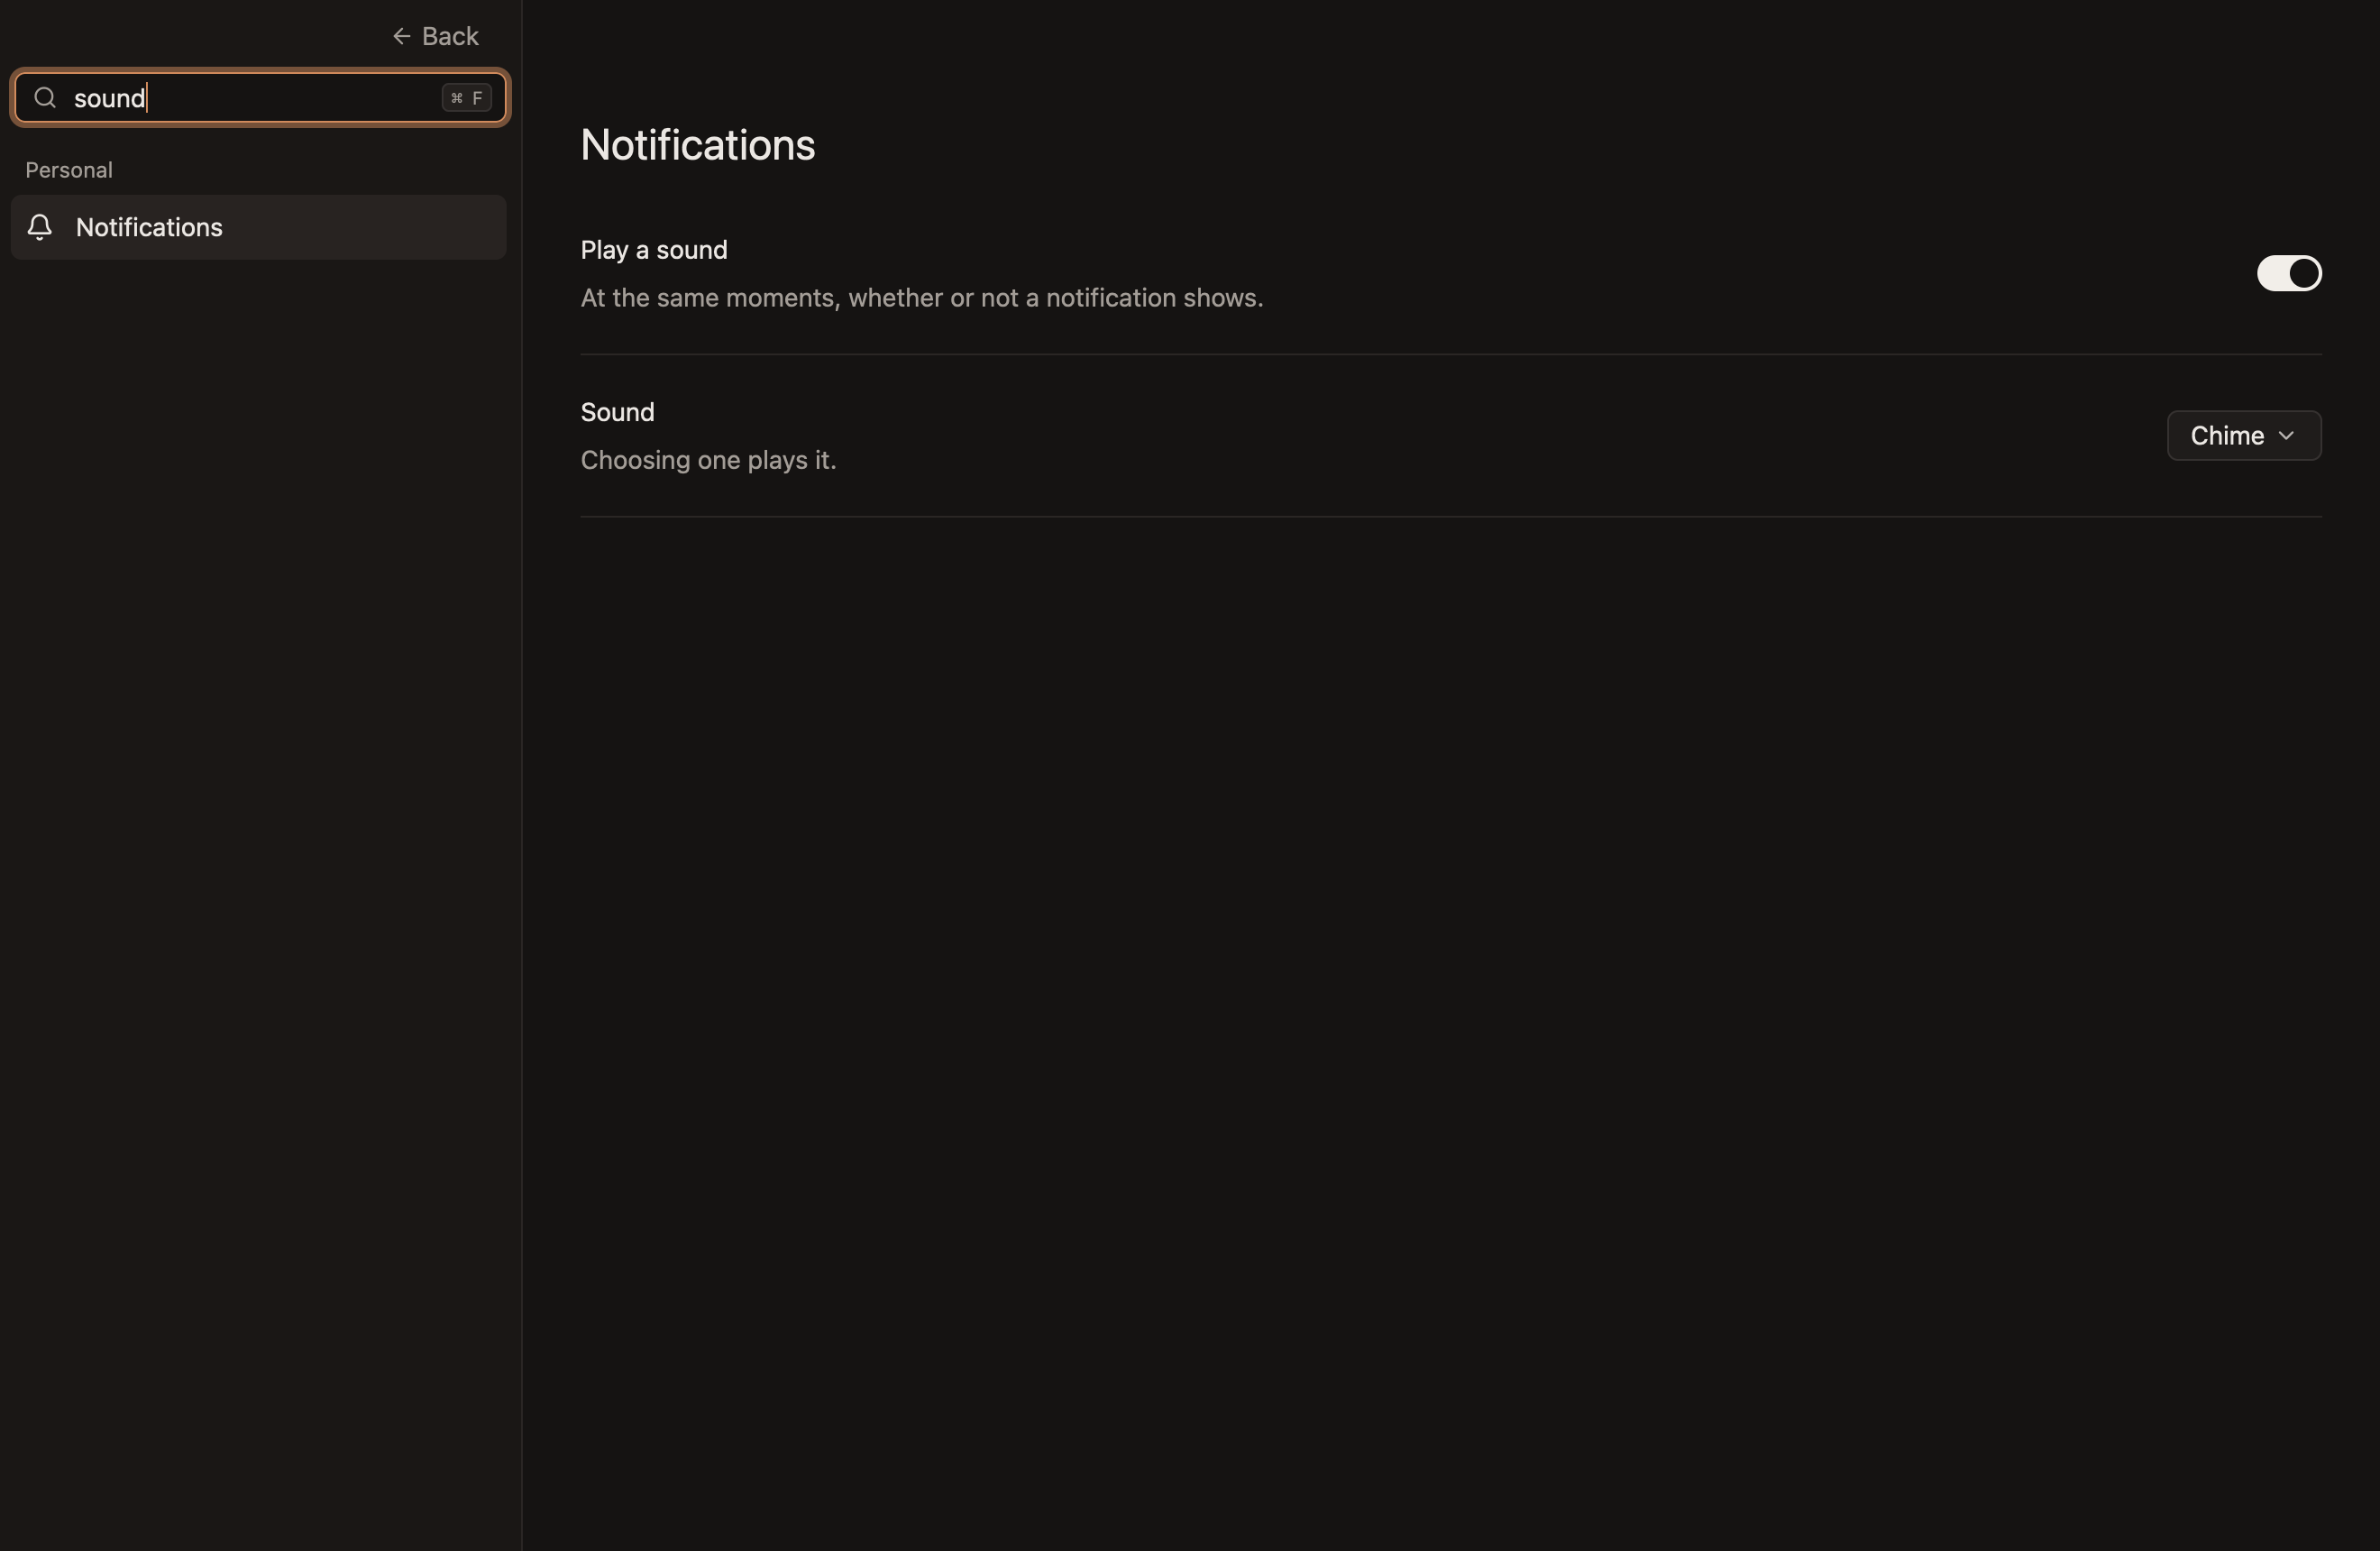 Back
sound
⌘ F
Personal
Notifications
Notifications
Play a sound
At the same moments, whether or not a notification shows.
Sound
Choosing one plays it.
Chime